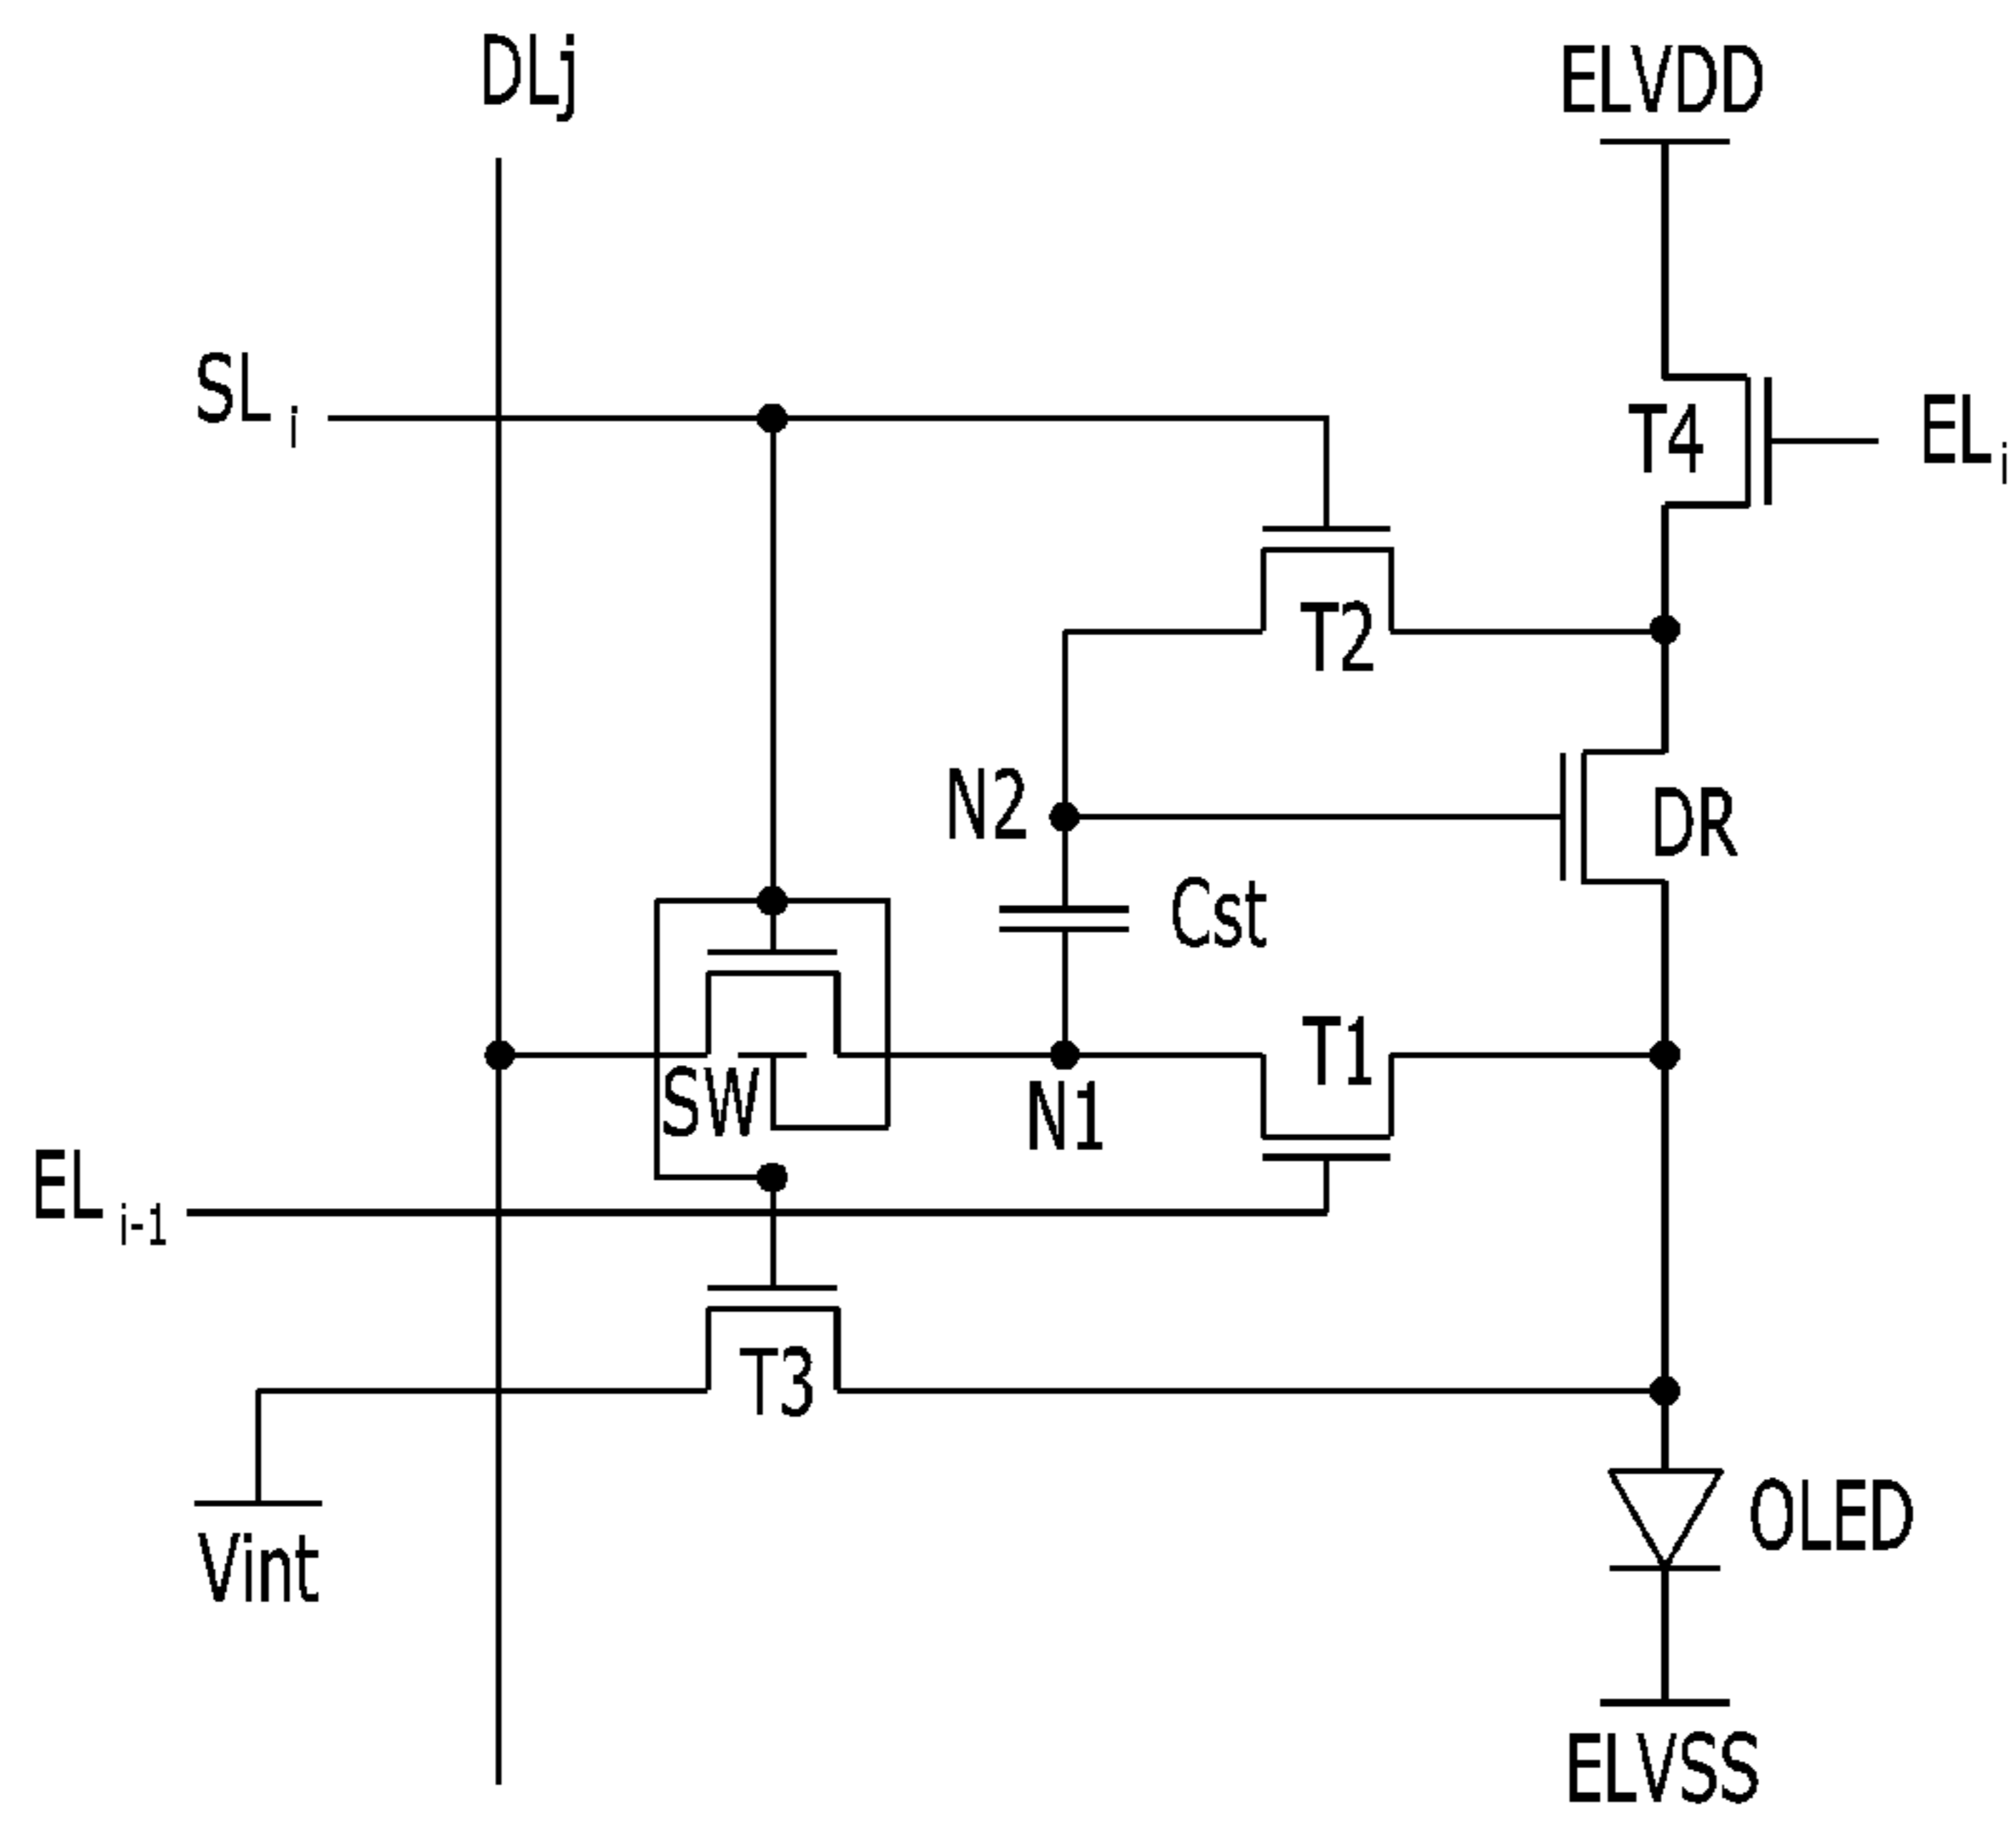 DLj
ELVDD
SL i
T4
EL i
T2
N2
DR
Cst
T1
SW
N1
EL i-1
T3
OLED
Vint
ELVSS